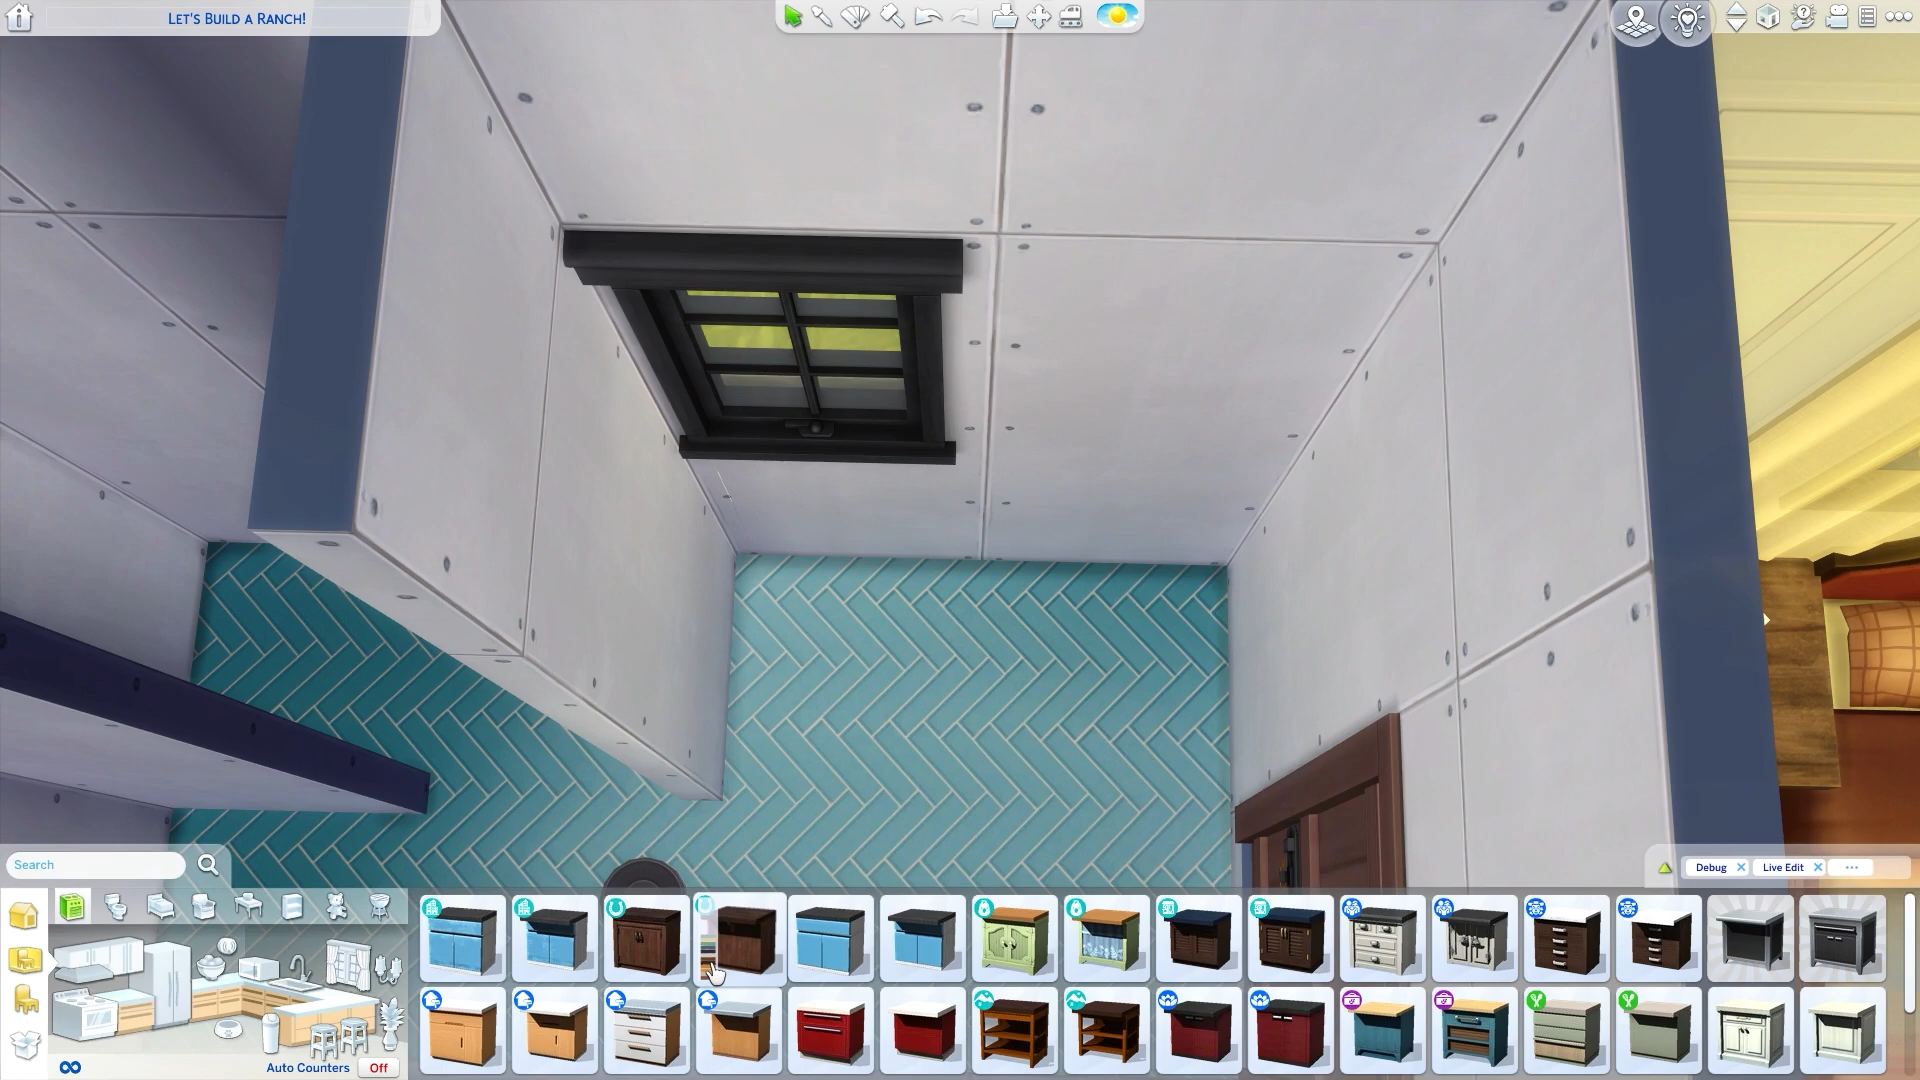 LET'S BUILD A RANCH!
Search
Debug
Live Edit
Auto Counters
Off